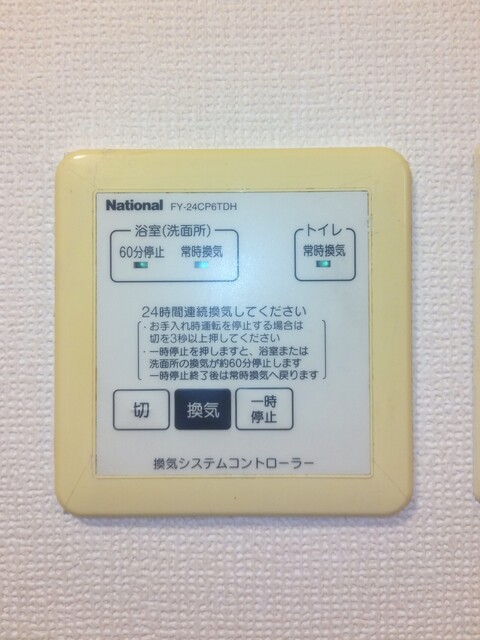 National FY-24CP6TDH
浴室(洗面所)
トイレ
60分停止 常時換気
常時換気
24時間連続換気してください
・お手入れ時運転を停止する場合は
切を3秒以上押してください
・一時停止を押しますと、浴室または
洗面所の換気が約60分停止します
一時停止終了後は常時換気へ戻ります
切
換気
一時
停止
換気システムコントローラー